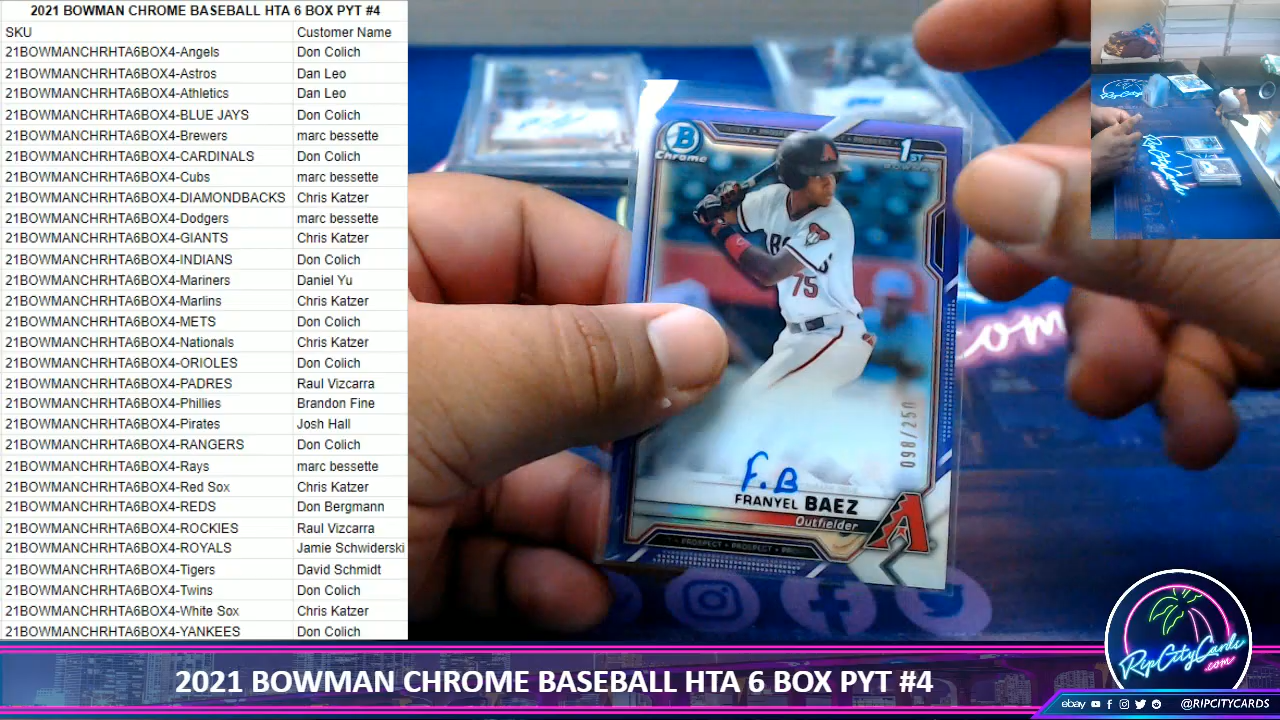 2021 BOWMAN CHROME BASEBALL HTA 6 BOX PYT #4
SKU Customer Name
21BOWMANCHRHTA6BOX4-Angels Don Colich
21BOWMANCHRHTA6BOX4-Astros Dan Leo
21BOWMANCHRHTA6BOX4-Athletics Dan Leo
21BOWMANCHRHTA6BOX4-BLUE JAYS Don Colich
21BOWMANCHRHTA6BOX4-Brewers marc bessette
21BOWMANCHRHTA6BOX4-CARDINALS Don Colich
21BOWMANCHRHTA6BOX4-Cubs marc bessette
21BOWMANCHRHTA6BOX4-DIAMONDBACKS Chris Katzer
21BOWMANCHRHTA6BOX4-Dodgers marc bessette
21BOWMANCHRHTA6BOX4-GIANTS Chris Katzer
21BOWMANCHRHTA6BOX4-INDIANS Don Colich
21BOWMANCHRHTA6BOX4-Mariners Daniel Yu
21BOWMANCHRHTA6BOX4-Marlins Chris Katzer
21BOWMANCHRHTA6BOX4-METS Don Colich
21BOWMANCHRHTA6BOX4-Nationals Chris Katzer
21BOWMANCHRHTA6BOX4-ORIOLES Don Colich
21BOWMANCHRHTA6BOX4-PADRES Raul Vizcarra
21BOWMANCHRHTA6BOX4-Phillies Brandon Fine
21BOWMANCHRHTA6BOX4-Pirates Josh Hall
21BOWMANCHRHTA6BOX4-RANGERS Don Colich
21BOWMANCHRHTA6BOX4-Rays marc bessette
21BOWMANCHRHTA6BOX4-Red Sox Chris Katzer
21BOWMANCHRHTA6BOX4-REDS Don Bergmann
21BOWMANCHRHTA6BOX4-ROCKIES Raul Vizcarra
21BOWMANCHRHTA6BOX4-ROYALS Jamie Schwiderski
21BOWMANCHRHTA6BOX4-Tigers David Schmidt
21BOWMANCHRHTA6BOX4-Twins Don Colich
21BOWMANCHRHTA6BOX4-White Sox Chris Katzer
21BOWMANCHRHTA6BOX4-YANKEES Don Colich
B
Chrome
1ST
75
098/250
F.B
FRANYEL BAEZ
Outfielder
PROSPECT • PROSPECT
.com
RipCityCards
RipCityCards
.com
2021 BOWMAN CHROME BASEBALL HTA 6 BOX PYT #4
ebay @RIPCITYCARDS